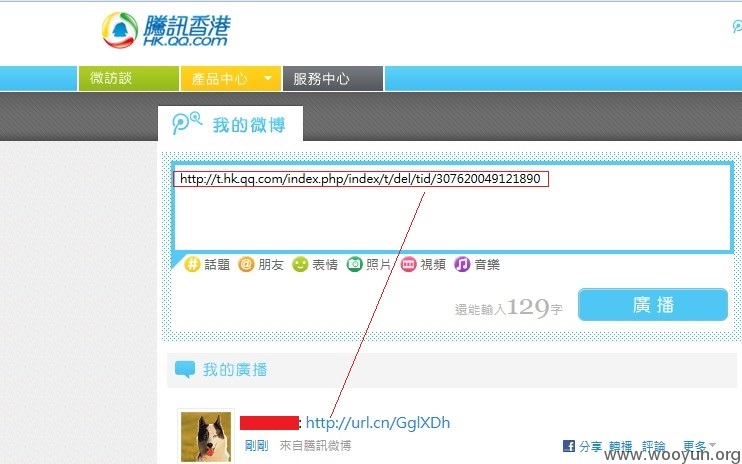 騰訊香港
HK.QQ.COM
微訪談 產品中心 服務中心
我的微博
http://t.hk.qq.com/index.php/index/t/del/tid/307620049121890
話題 朋友 表情 照片 視頻 音樂
還能輸入129字 廣播
我的廣播
: http://url.cn/GglXDh
剛剛 來自騰訊微博 分享 轉播 評論 更多
www.wooyun.org